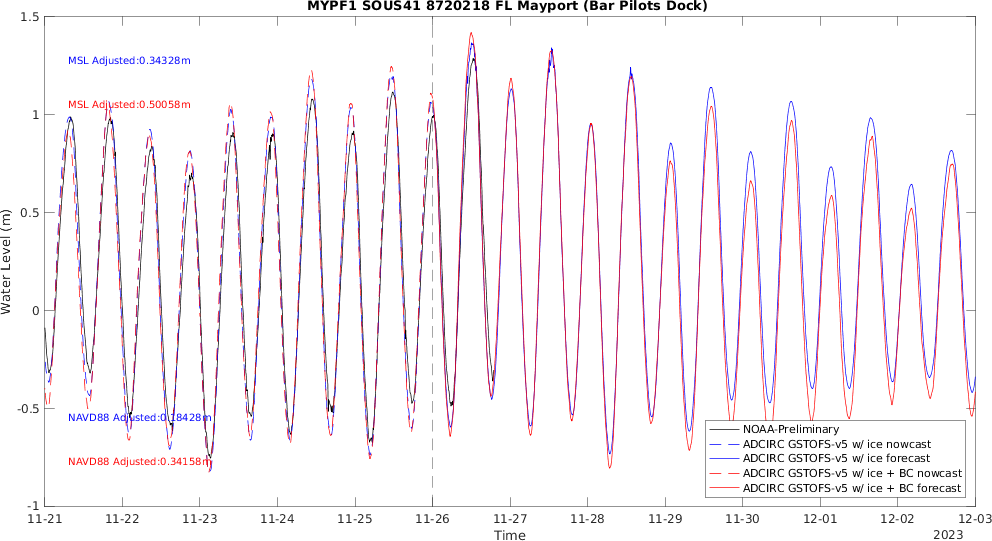 MYPF1 SOUS41 8720218 FL Mayport (Bar Pilots Dock)
1.5
1
0.5
0
-0.5
-1
Water Level (m)
MSL Adjusted:0.34328m
MSL Adjusted:0.50058m
NAVD88 Adjusted:0.18428m
NAVD88 Adjusted:0.34158m
NOAA-Preliminary
ADCIRC GSTOFS-v5 w/ ice nowcast
ADCIRC GSTOFS-v5 w/ ice forecast
ADCIRC GSTOFS-v5 w/ ice + BC nowcast
ADCIRC GSTOFS-v5 w/ ice + BC forecast
11-21 11-22 11-23 11-24 11-25 11-26 11-27 11-28 11-29 11-30 12-01 12-02 12-03
Time
2023